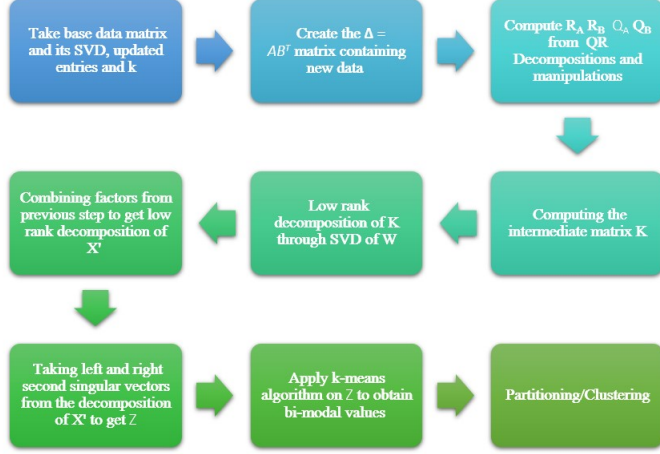 Take base data matrix
and its SVD, updated
entries and k
Create the Δ =
ABᵀ matrix containing
new data
Compute R_A R_B Q_A Q_B
from QR
Decompositions and
manipulations
Combining factors from
previous step to get low
rank decomposition of
X'
Low rank
decomposition of K
through SVD of W
Computing the
intermediate matrix K
Taking left and right
second singular vectors
from the decomposition
of X' to get Z
Apply k-means
algorithm on Z to obtain
bi-modal values
Partitioning/Clustering